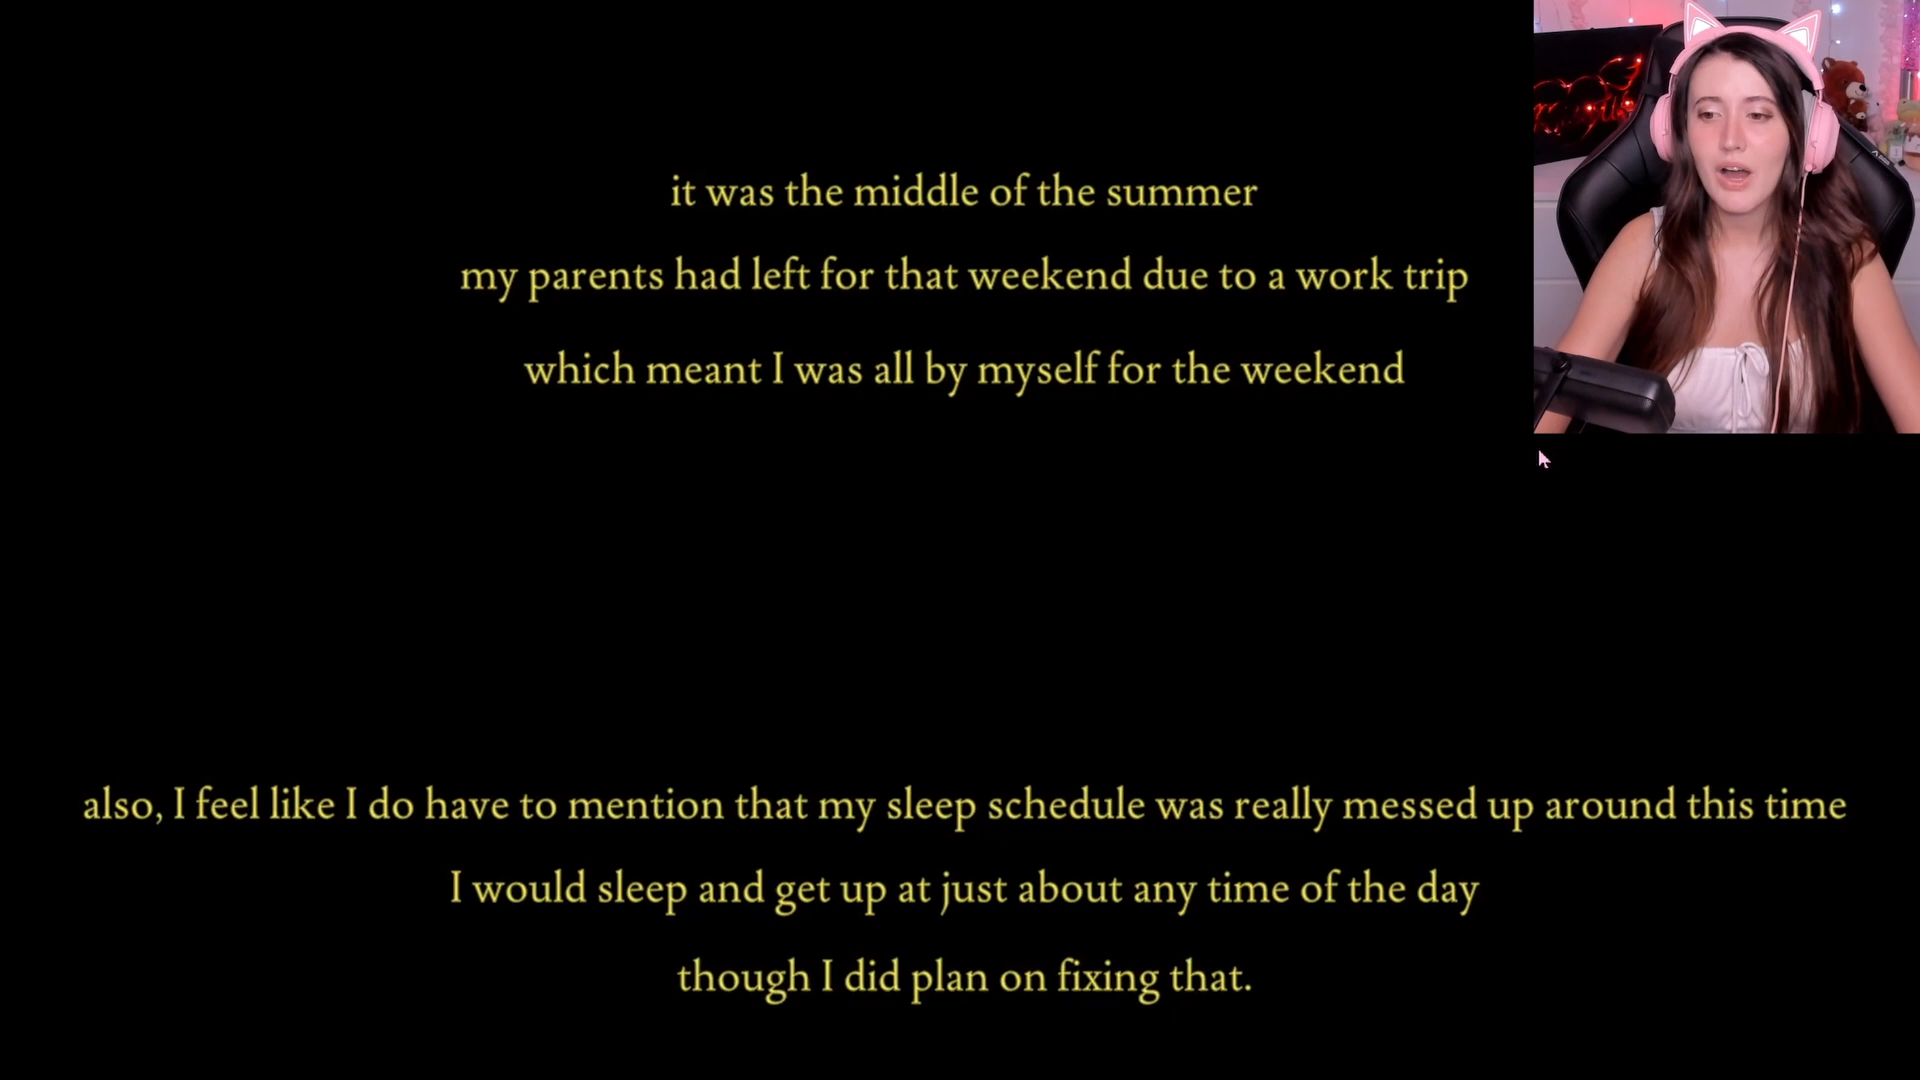 it was the middle of the summer
my parents had left for that weekend due to a work trip
which meant I was all by myself for the weekend
also, I feel like I do have to mention that my sleep schedule was really messed up around this time
I would sleep and get up at just about any time of the day
though I did plan on fixing that.